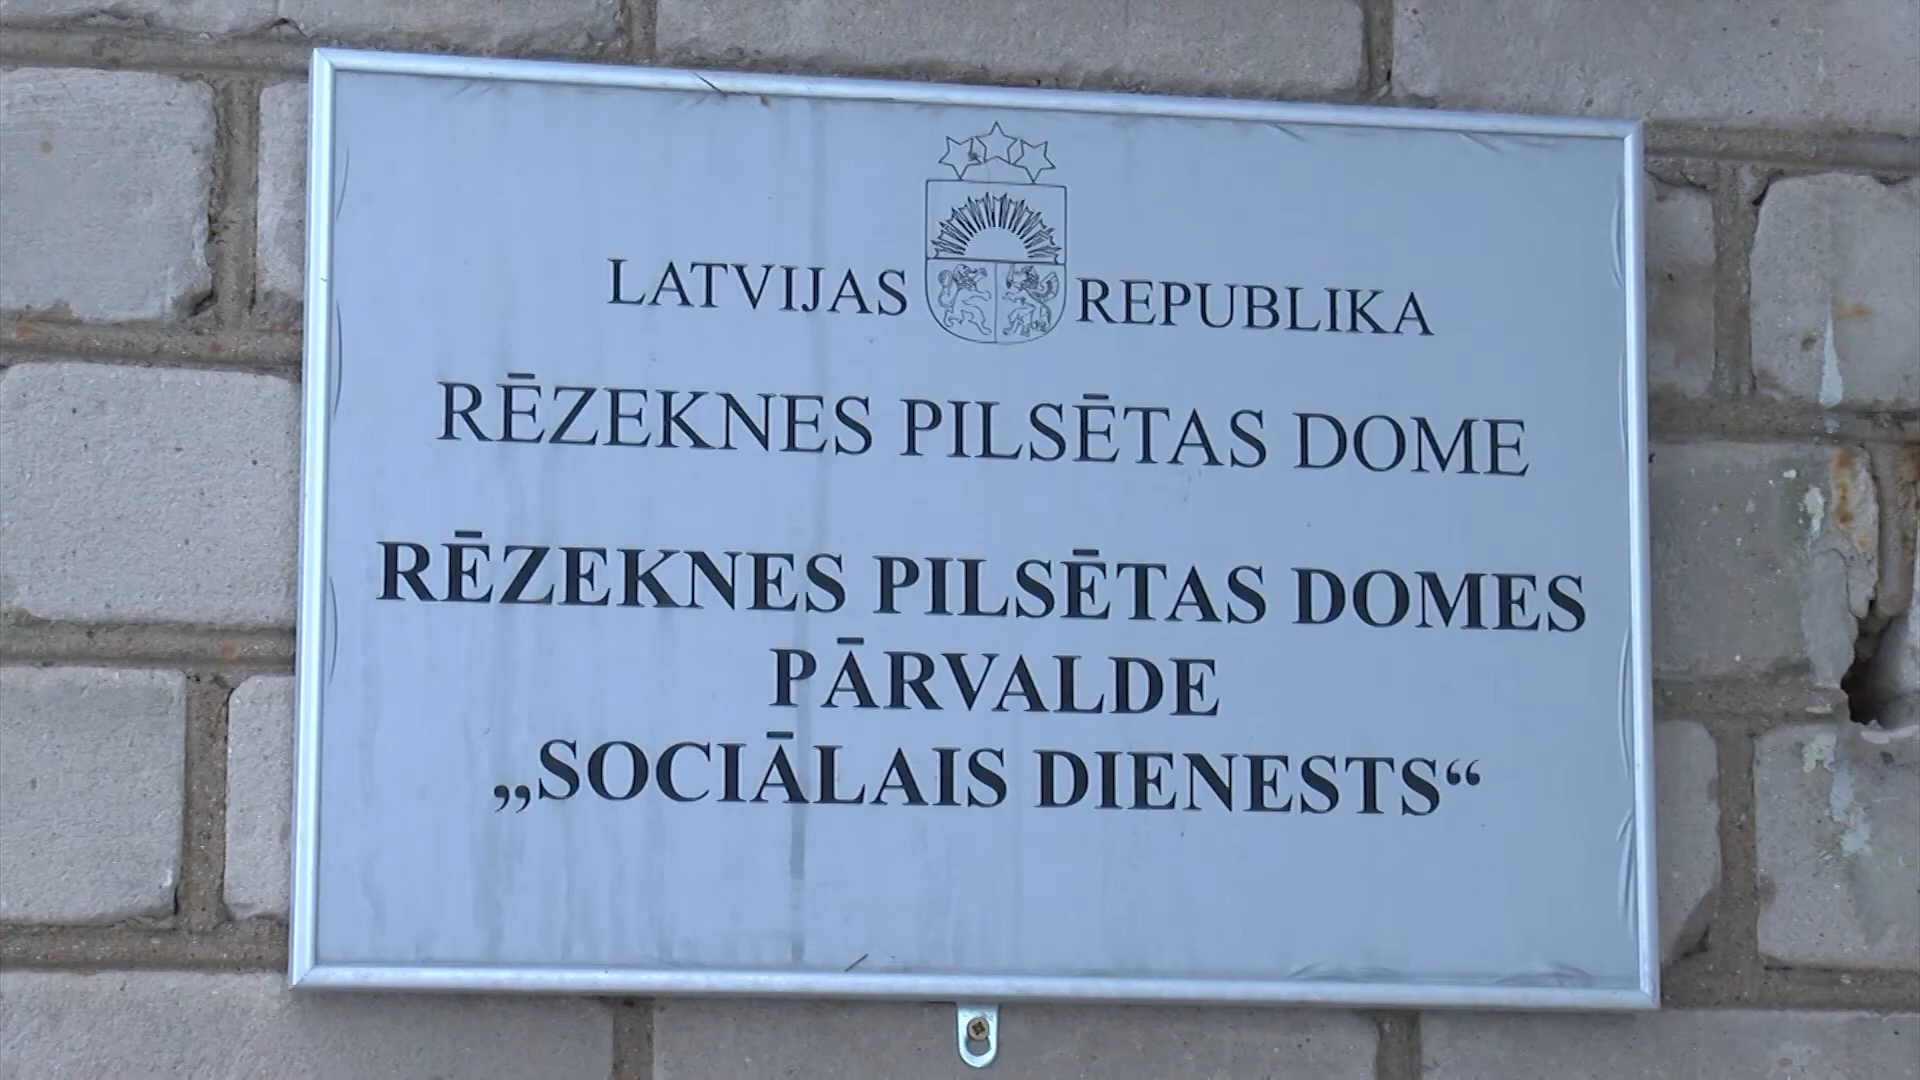 LATVIJAS REPUBLIKA
RĒZEKNES PILSĒTAS DOME
RĒZEKNES PILSĒTAS DOMES
PĀRVALDE
„SOCIĀLAIS DIENESTS“